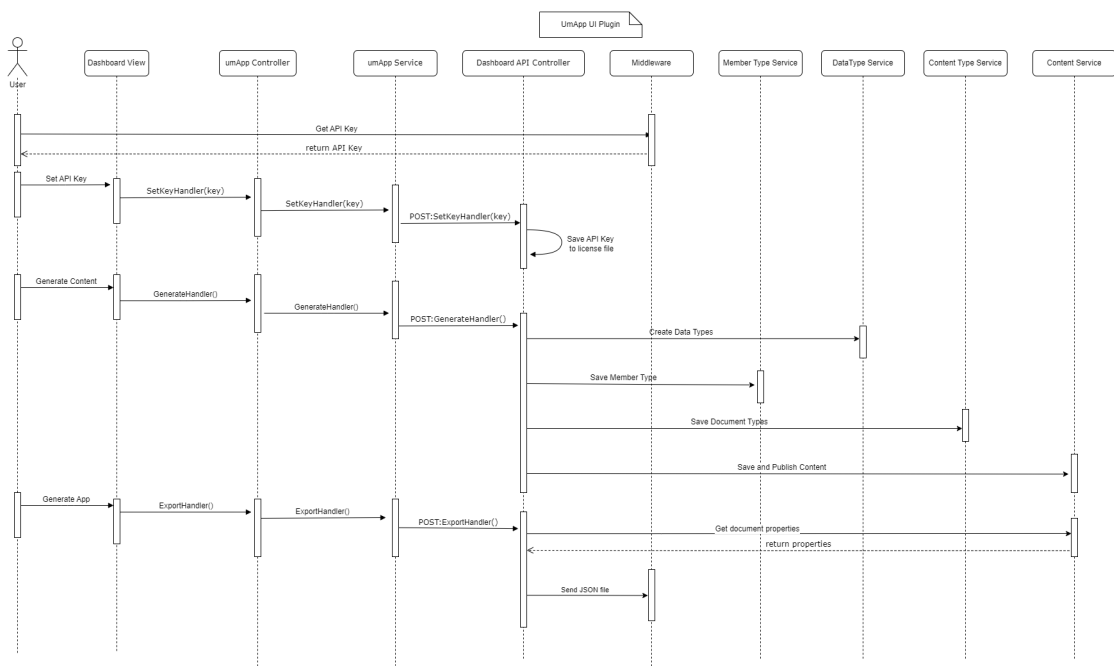 UmApp UI Plugin
Dashboard View
umApp Controller
umApp Service
Dashboard API Controller
Middleware
Member Type Service
DataType Service
Content Type Service
Content Service
User
Get API Key
return API Key
Set API Key
SetKeyHandler(key)
SetKeyHandler(key)
POST:SetKeyHandler(key)
Save API Key
to license file
Generate Content
GenerateHandler()
GenerateHandler()
POST:GenerateHandler()
Create Data Types
Save Member Type
Save Document Types
Save and Publish Content
Generate App
ExportHandler()
ExportHandler()
POST:ExportHandler()
Get document properties
return properties
Send JSON file